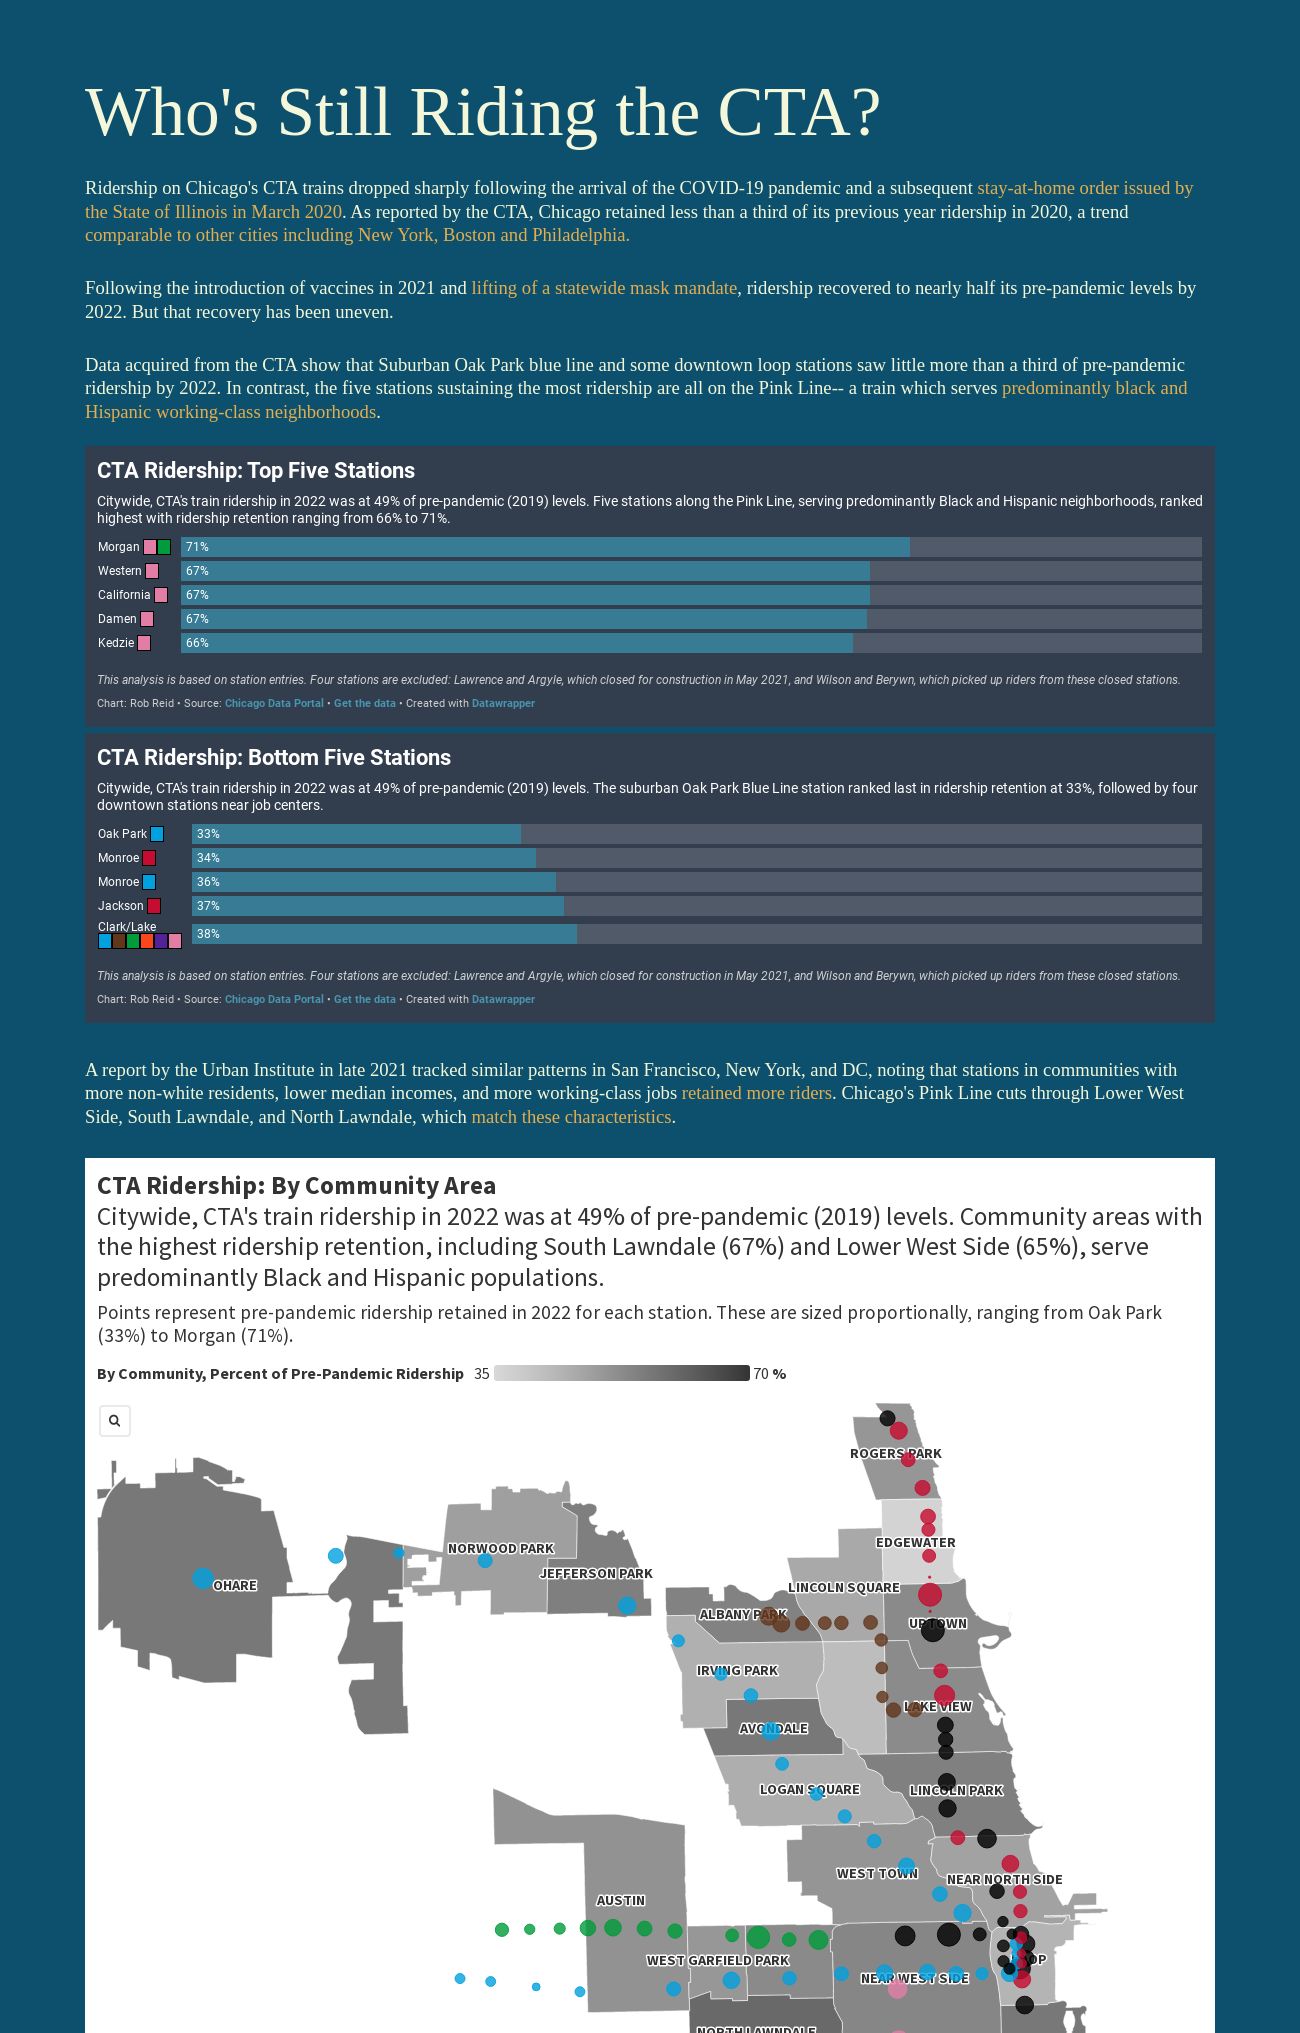 Who's Still Riding the CTA?
Ridership on Chicago's CTA trains dropped sharply following the arrival of the COVID-19 pandemic and a subsequent stay-at-home order issued by
the State of Illinois in March 2020. As reported by the CTA, Chicago retained less than a third of its previous year ridership in 2020, a trend
comparable to other cities including New York, Boston and Philadelphia.
Following the introduction of vaccines in 2021 and lifting of a statewide mask mandate, ridership recovered to nearly half its pre-pandemic levels by
2022. But that recovery has been uneven.
Data acquired from the CTA show that Suburban Oak Park blue line and some downtown loop stations saw little more than a third of pre-pandemic
ridership by 2022. In contrast, the five stations sustaining the most ridership are all on the Pink Line-- a train which serves predominantly black and
Hispanic working-class neighborhoods.
CTA Ridership: Top Five Stations
Citywide, CTA's train ridership in 2022 was at 49% of pre-pandemic (2019) levels. Five stations along the Pink Line, serving predominantly Black and Hispanic neighborhoods, ranked
highest with ridership retention ranging from 66% to 71%.
Morgan 71%
Western 67%
California 67%
Damen 67%
Kedzie 66%
This analysis is based on station entries. Four stations are excluded: Lawrence and Argyle, which closed for construction in May 2021, and Wilson and Berywn, which picked up riders from these closed stations.
Chart: Rob Reid • Source: Chicago Data Portal • Get the data • Created with Datawrapper
CTA Ridership: Bottom Five Stations
Citywide, CTA's train ridership in 2022 was at 49% of pre-pandemic (2019) levels. The suburban Oak Park Blue Line station ranked last in ridership retention at 33%, followed by four
downtown stations near job centers.
Oak Park 33%
Monroe 34%
Monroe 36%
Jackson 37%
Clark/Lake 38%
This analysis is based on station entries. Four stations are excluded: Lawrence and Argyle, which closed for construction in May 2021, and Wilson and Berywn, which picked up riders from these closed stations.
Chart: Rob Reid • Source: Chicago Data Portal • Get the data • Created with Datawrapper
A report by the Urban Institute in late 2021 tracked similar patterns in San Francisco, New York, and DC, noting that stations in communities with
more non-white residents, lower median incomes, and more working-class jobs retained more riders. Chicago's Pink Line cuts through Lower West
Side, South Lawndale, and North Lawndale, which match these characteristics.
CTA Ridership: By Community Area
Citywide, CTA's train ridership in 2022 was at 49% of pre-pandemic (2019) levels. Community areas with
the highest ridership retention, including South Lawndale (67%) and Lower West Side (65%), serve
predominantly Black and Hispanic populations.
Points represent pre-pandemic ridership retained in 2022 for each station. These are sized proportionally, ranging from Oak Park
(33%) to Morgan (71%).
By Community, Percent of Pre-Pandemic Ridership 35 70 %
ROGERS PARK
EDGEWATER
NORWOOD PARK
JEFFERSON PARK
OHARE
LINCOLN SQUARE
ALBANY PARK
UPTOWN
IRVING PARK
LAKE VIEW
AVONDALE
LOGAN SQUARE
LINCOLN PARK
WEST TOWN
NEAR NORTH SIDE
AUSTIN
WEST GARFIELD PARK
NEAR WEST SIDE
NORTH LAWNDALE